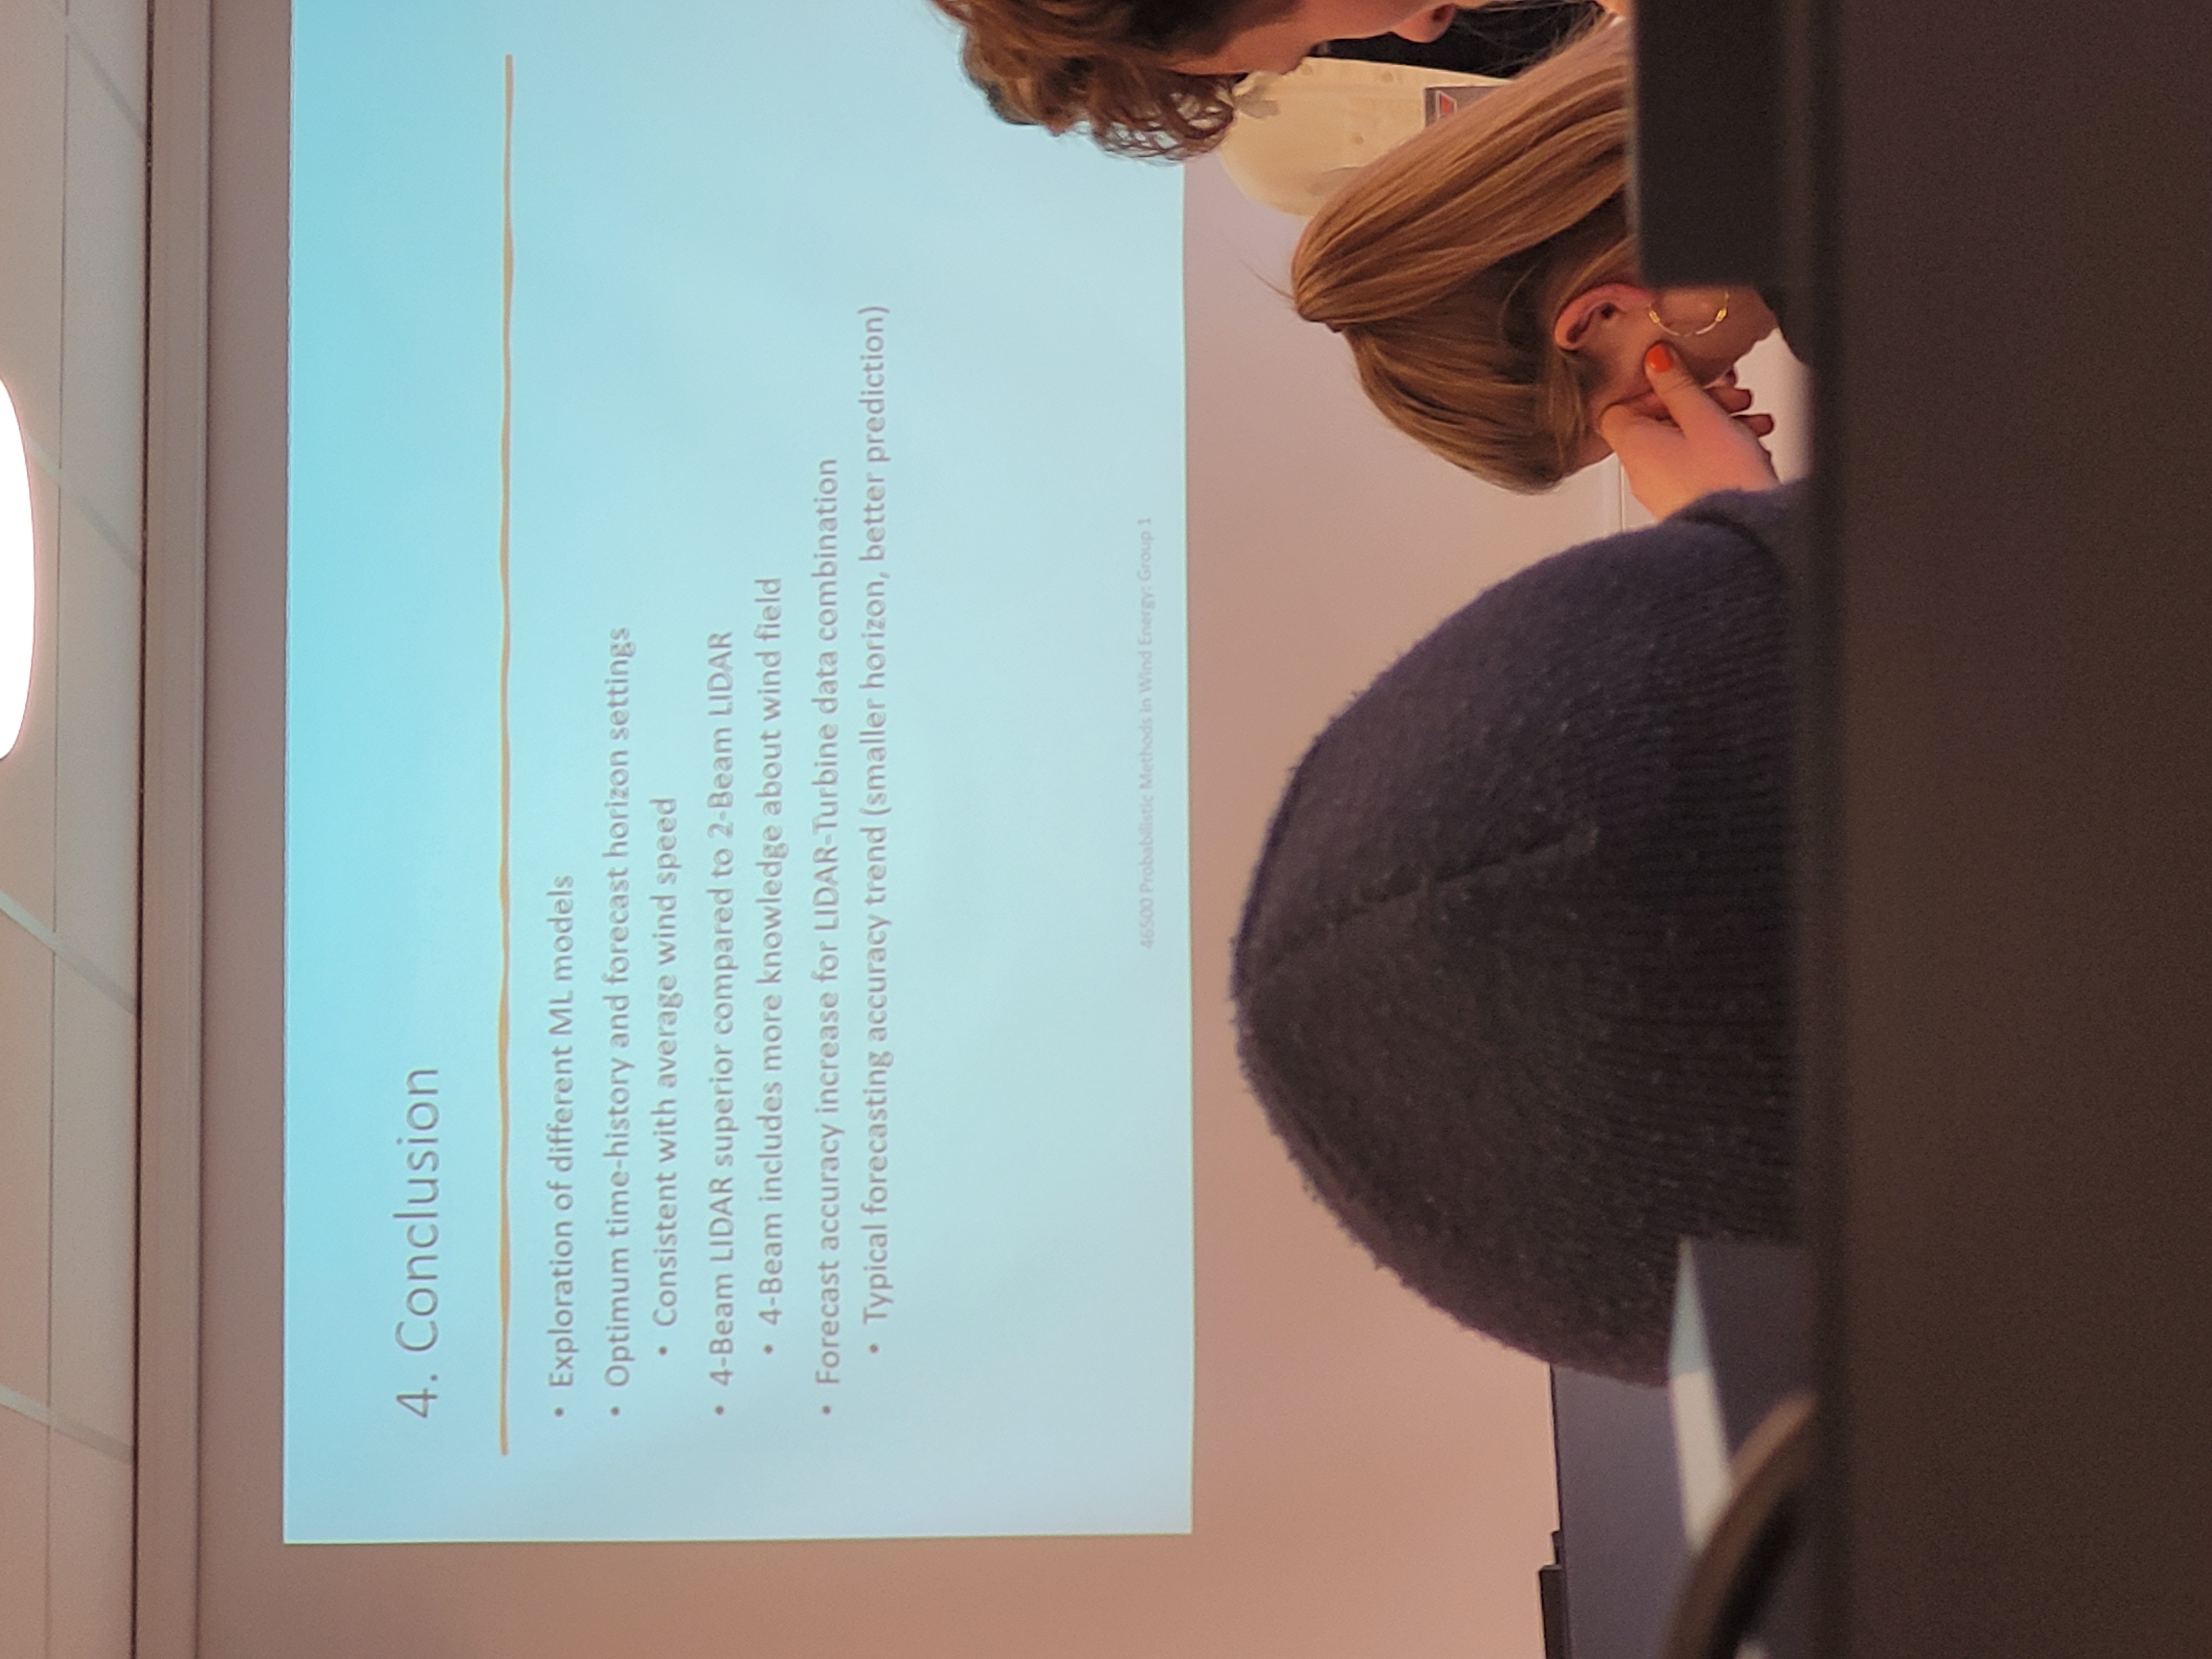 4. Conclusion
• Exploration of different ML models
• Optimum time-history and forecast horizon settings
• Consistent with average wind speed
• 4-Beam LIDAR superior compared to 2-Beam LIDAR
• 4-Beam includes more knowledge about wind field
• Forecast accuracy increase for LIDAR-Turbine data combination
• Typical forecasting accuracy trend (smaller horizon, better prediction)
46500 Probabilistic Methods in Wind Energy: Group 1